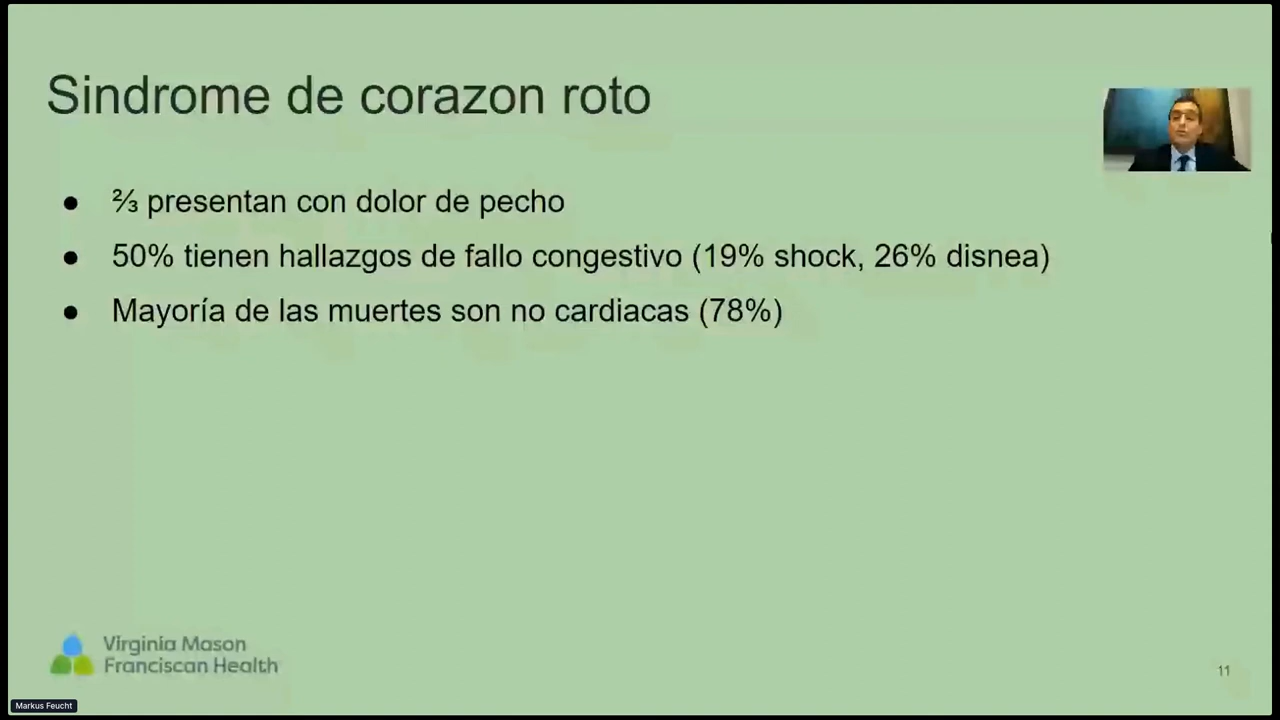 Sindrome de corazon roto
● ⅔ presentan con dolor de pecho
● 50% tienen hallazgos de fallo congestivo (19% shock, 26% disnea)
● Mayoría de las muertes son no cardiacas (78%)
Virginia Mason
Franciscan Health
11
Markus Feucht